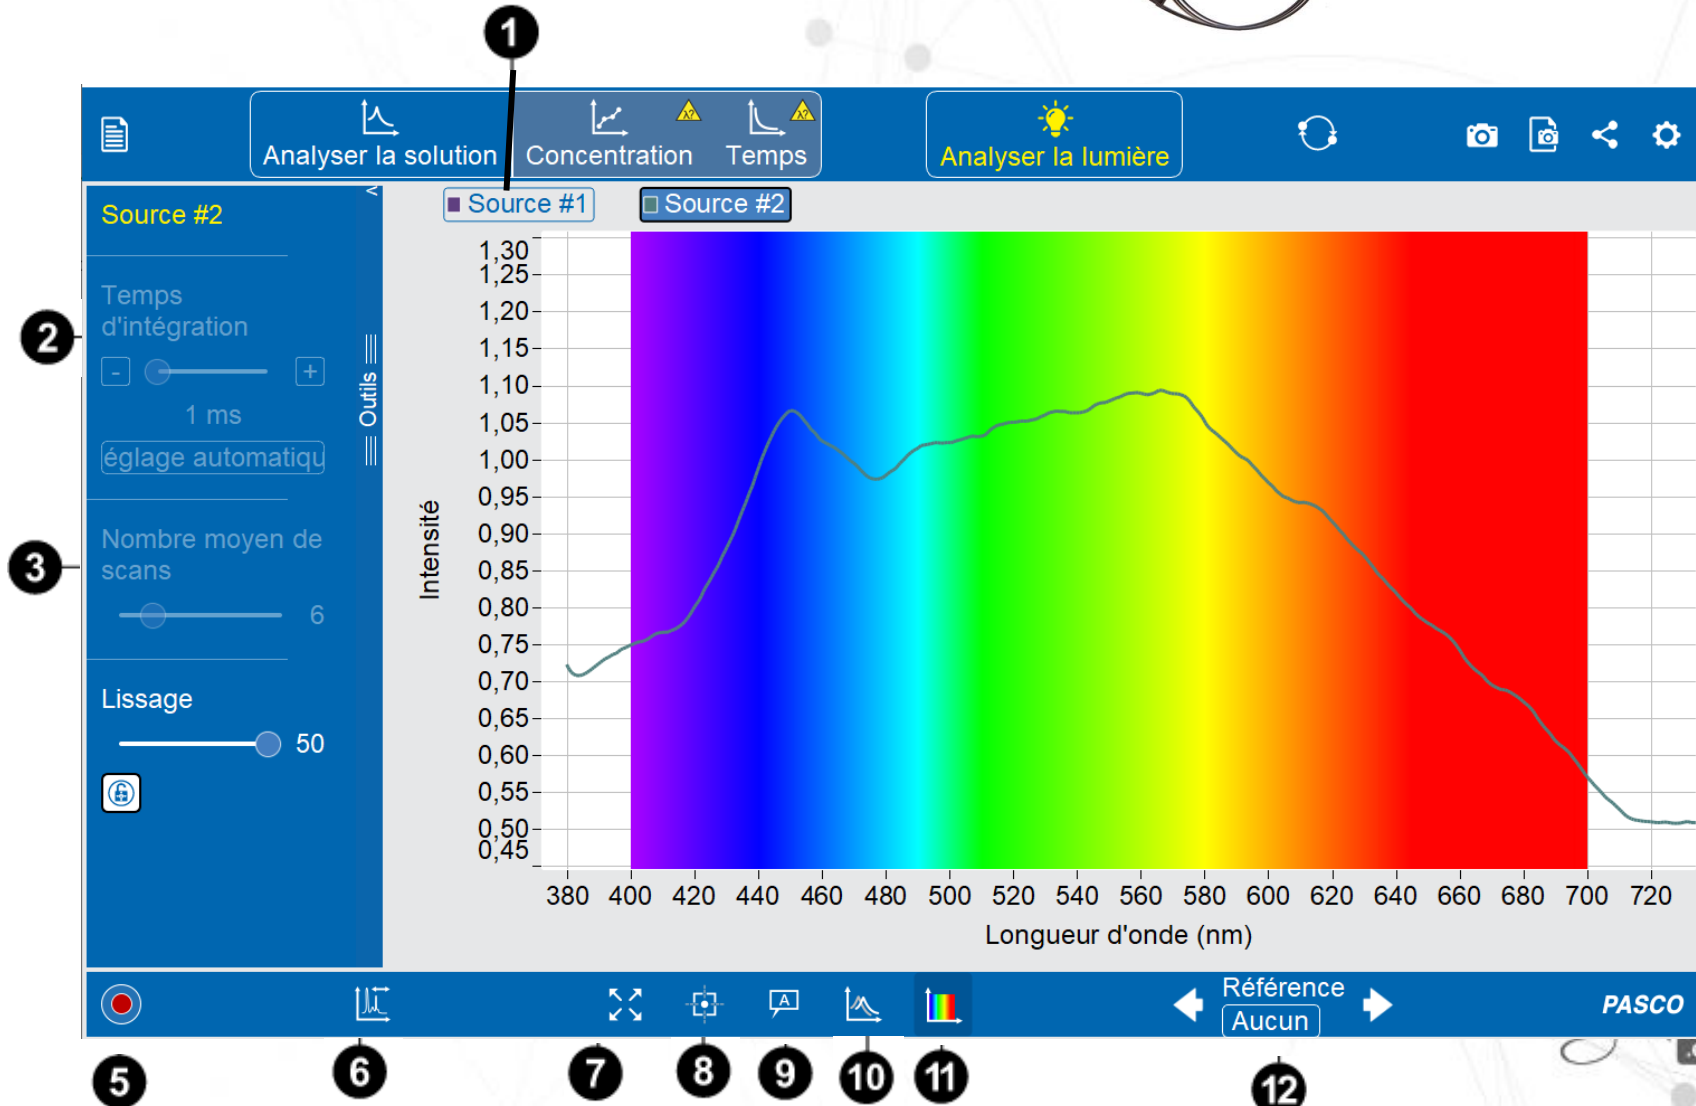 1
Analyser la solution
Concentration
λ?
Temps
λ?
Analyser la lumière
Source #2
Source #1
Source #2
Temps
d'intégration
-
+
1 ms
églage automatiqu
Nombre moyen de
scans
6
Lissage
50
<
Outils
2
3
Intensité
1,30
1,25
1,20
1,15
1,10
1,05
1,00
0,95
0,90
0,85
0,80
0,75
0,70
0,65
0,60
0,55
0,50
0,45
380 400 420 440 460 480 500 520 540 560 580 600 620 640 660 680 700 720
Longueur d'onde (nm)
A
Référence
Aucun
PASCO
5
6
7
8
9
10
11
12